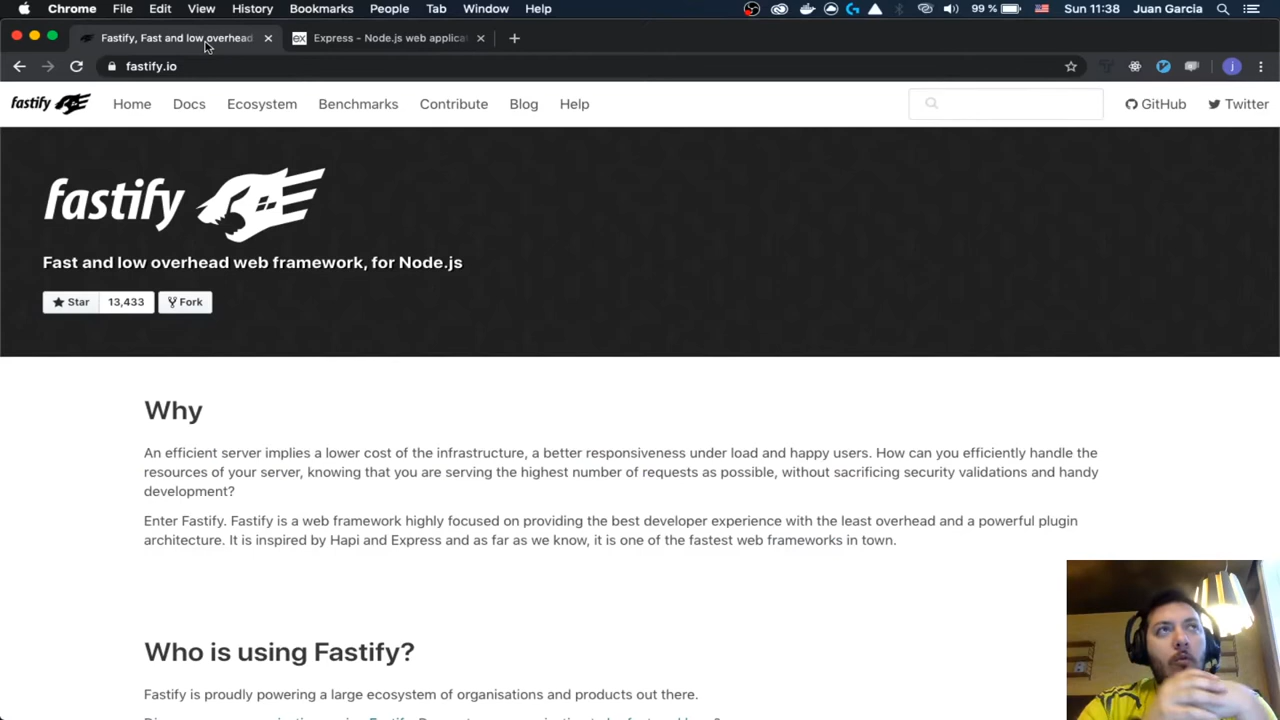 Chrome File Edit View History Bookmarks People Tab Window Help 99 % Sun 11:38 Juan Garcia
Fastify, Fast and low overhead Express - Node.js web applica
fastify.io
fastify Home Docs Ecosystem Benchmarks Contribute Blog Help GitHub Twitter
fastify
Fast and low overhead web framework, for Node.js
Star 13,433 Fork
Why
An efficient server implies a lower cost of the infrastructure, a better responsiveness under load and happy users. How can you efficiently handle the
resources of your server, knowing that you are serving the highest number of requests as possible, without sacrificing security validations and handy
development?
Enter Fastify. Fastify is a web framework highly focused on providing the best developer experience with the least overhead and a powerful plugin
architecture. It is inspired by Hapi and Express and as far as we know, it is one of the fastest web frameworks in town.
Who is using Fastify?
Fastify is proudly powering a large ecosystem of organisations and products out there.